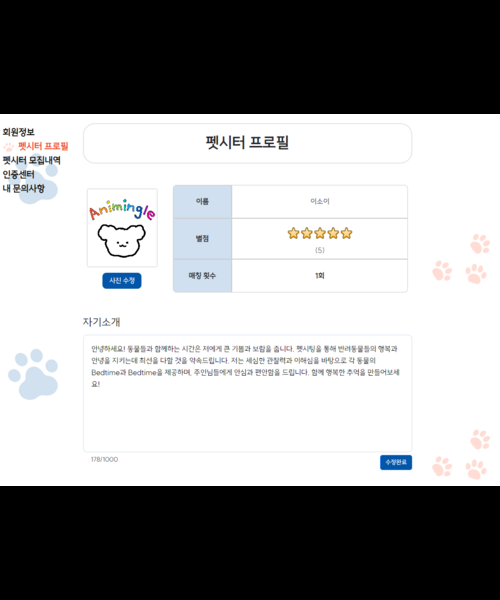 회원정보
펫시터 프로필
펫시터 모집내역
인증센터
내 문의사항
펫시터 프로필
Animingle
사진 수정
이름
이소이
별점
(5)
매칭 횟수
1회
자기소개
안녕하세요! 동물들과 함께하는 시간은 저에게 큰 기쁨과 보람을 줍니다. 펫시팅을 통해 반려동물들의 행복과
안녕을 지키는데 최선을 다할 것을 약속드립니다. 저는 세심한 관찰력과 이해심을 바탕으로 각 동물의
Bedtime과 Bedtime을 제공하며, 주인님들에게 안심과 편안함을 드립니다. 함께 행복한 추억을 만들어보세
요!
178/1000
수정완료